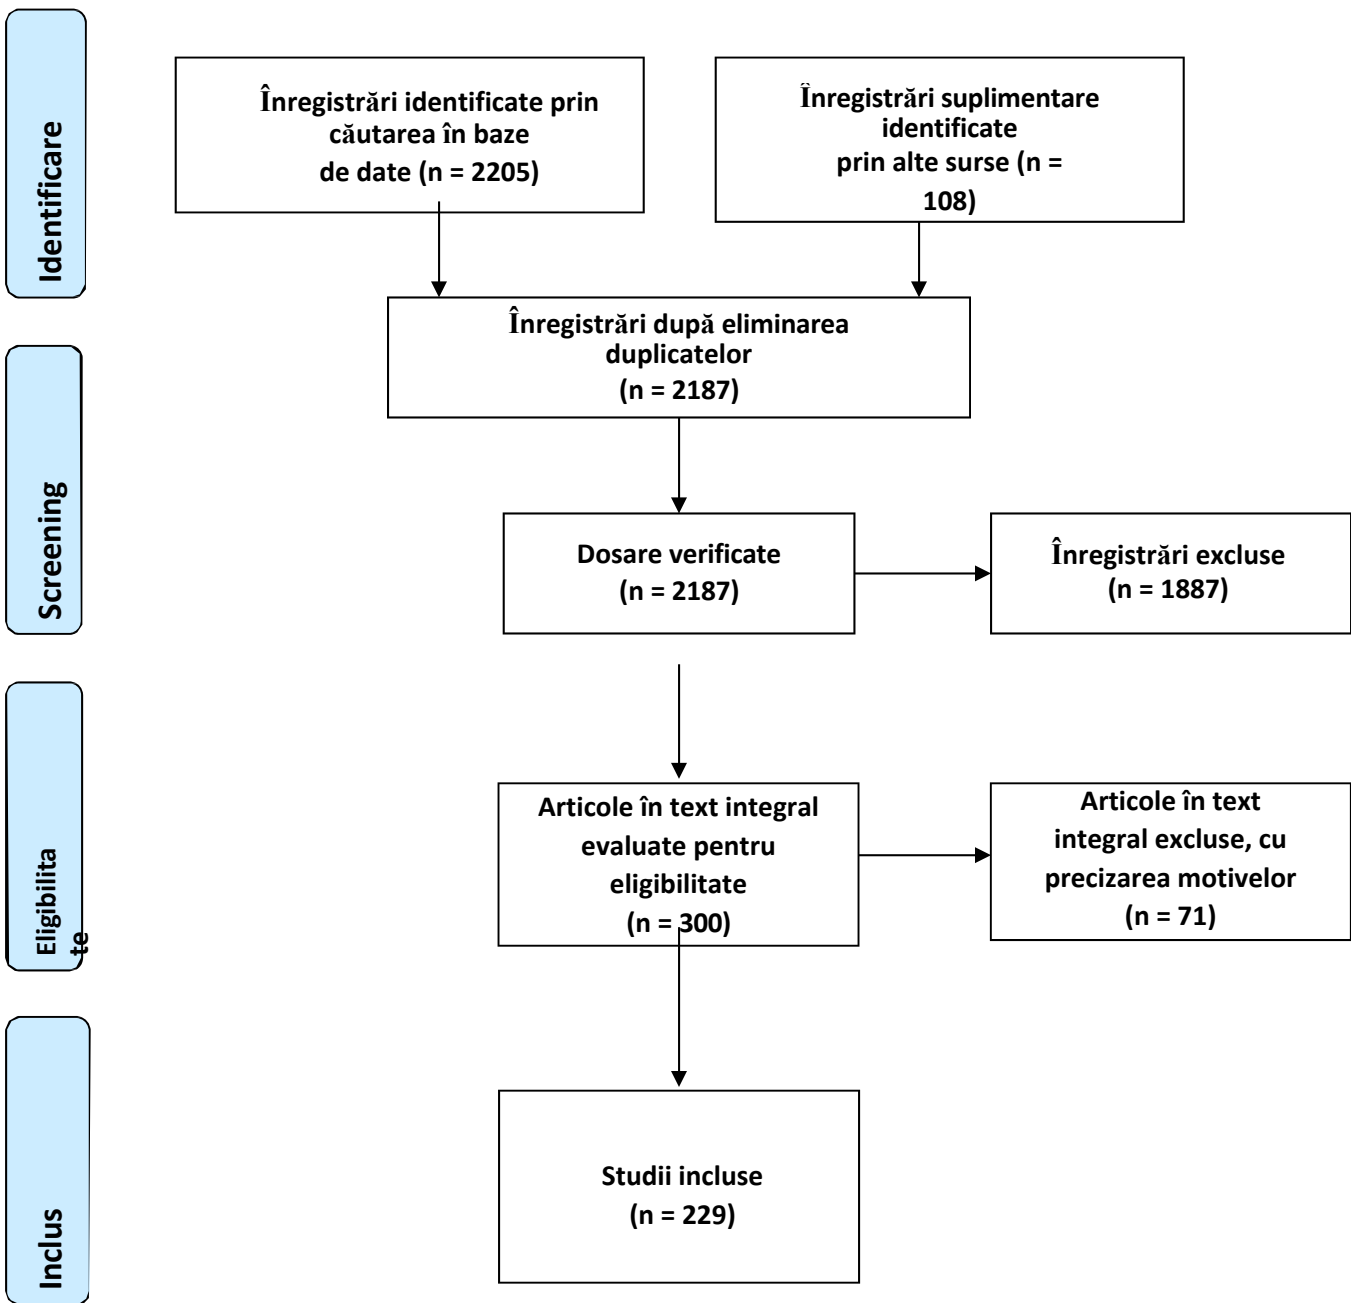 Identificare
Înregistrări identificate prin
căutarea în baze
de date (n = 2205)
Înregistrări suplimentare
identificate
prin alte surse (n =
108)
Înregistrări după eliminarea
duplicatelor
(n = 2187)
Screening
Dosare verificate
(n = 2187)
Înregistrări excluse
(n = 1887)
Eligibilita
te
Articole în text integral
evaluate pentru
eligibilitate
(n = 300)
Articole în text
integral excluse, cu
precizarea motivelor
(n = 71)
Inclus
Studii incluse
(n = 229)